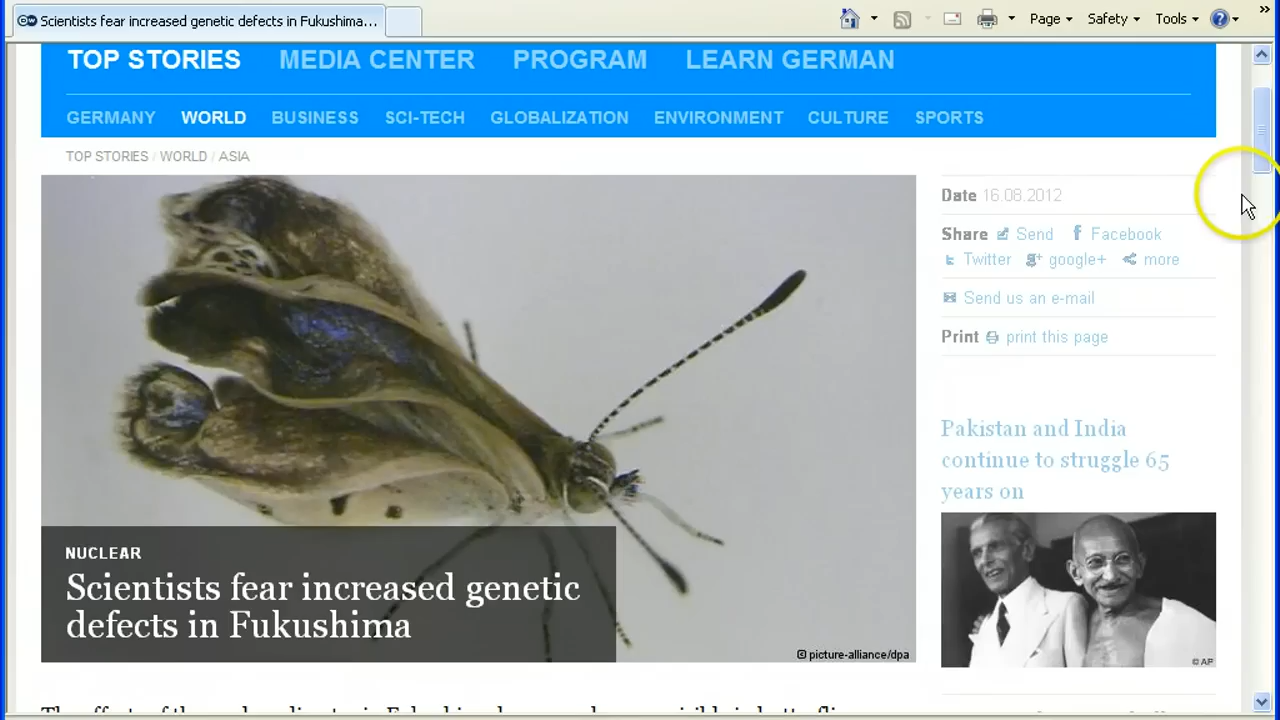 Scientists fear increased genetic defects in Fukushima...
Page
Safety
Tools
TOP STORIES MEDIA CENTER PROGRAM LEARN GERMAN
GERMANY WORLD BUSINESS SCI-TECH GLOBALIZATION ENVIRONMENT CULTURE SPORTS
TOP STORIES / WORLD / ASIA
NUCLEAR
Scientists fear increased genetic
defects in Fukushima
© picture-alliance/dpa
Date 16.08.2012
Share Send Facebook
Twitter google+ more
Send us an e-mail
Print print this page
Pakistan and India
continue to struggle 65
years on
© AP